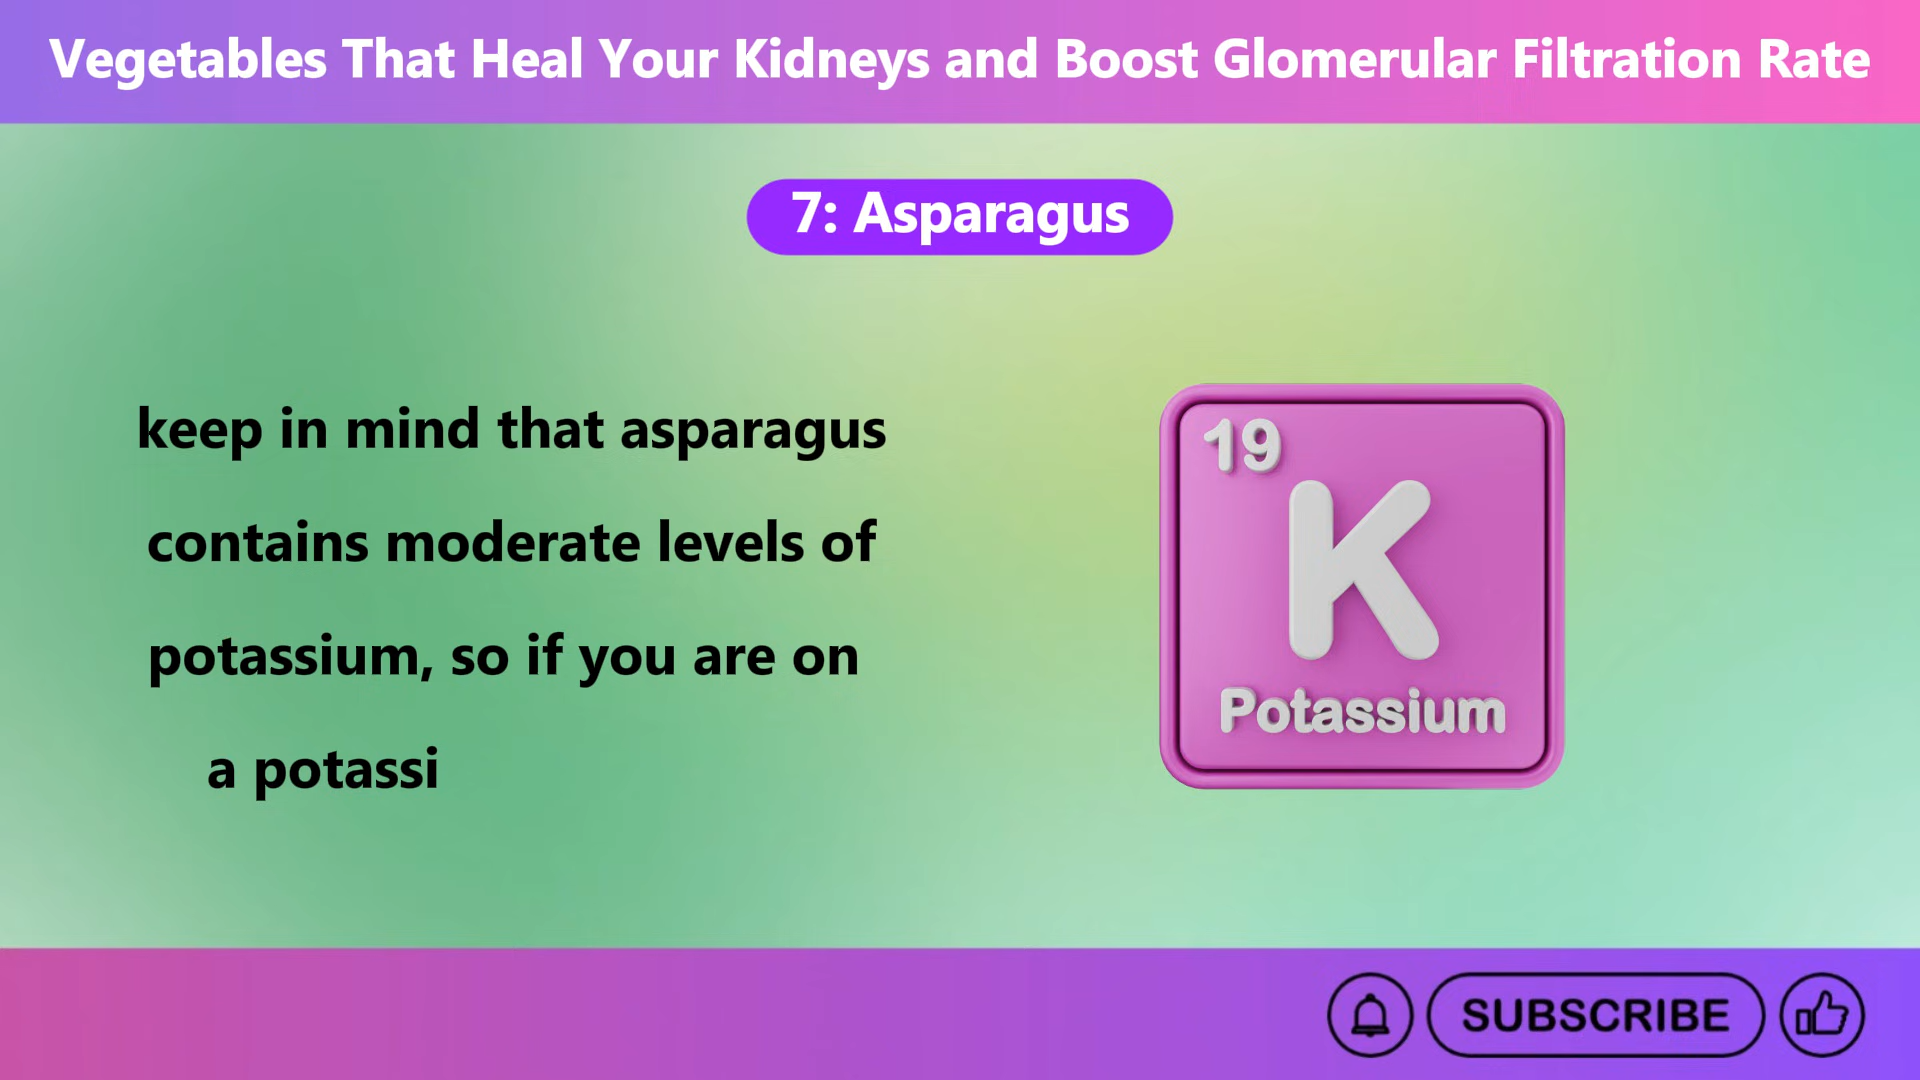 Vegetables That Heal Your Kidneys and Boost Glomerular Filtration Rate
7: Asparagus
keep in mind that asparagus
contains moderate levels of
potassium, so if you are on
a potassi
19
K
Potassium
SUBSCRIBE